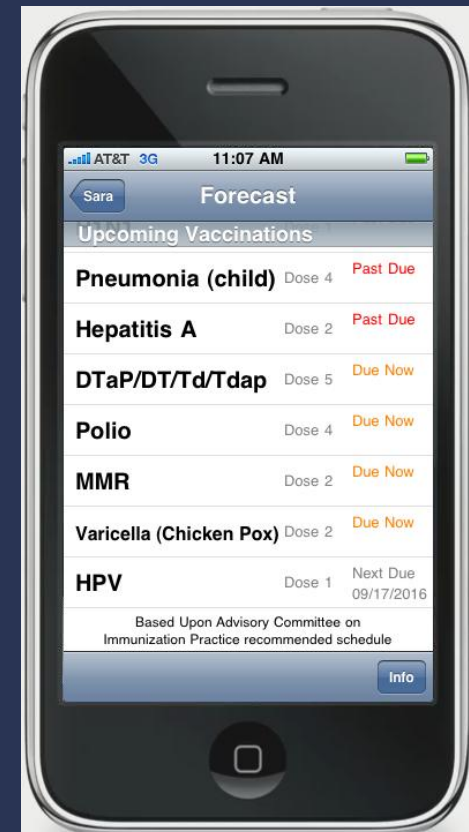 AT&T 3G 11:07 AM
Sara Forecast
Upcoming Vaccinations
Pneumonia (child) Dose 4 Past Due
Hepatitis A Dose 2 Past Due
DTaP/DT/Td/Tdap Dose 5 Due Now
Polio Dose 4 Due Now
MMR Dose 2 Due Now
Varicella (Chicken Pox) Dose 2 Due Now
HPV Dose 1 Next Due
09/17/2016
Based Upon Advisory Committee on
Immunization Practice recommended schedule
Info